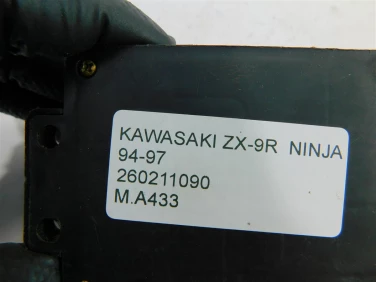 KAWASAKI ZX-9R NINJA
94-97
260211090
M.A433